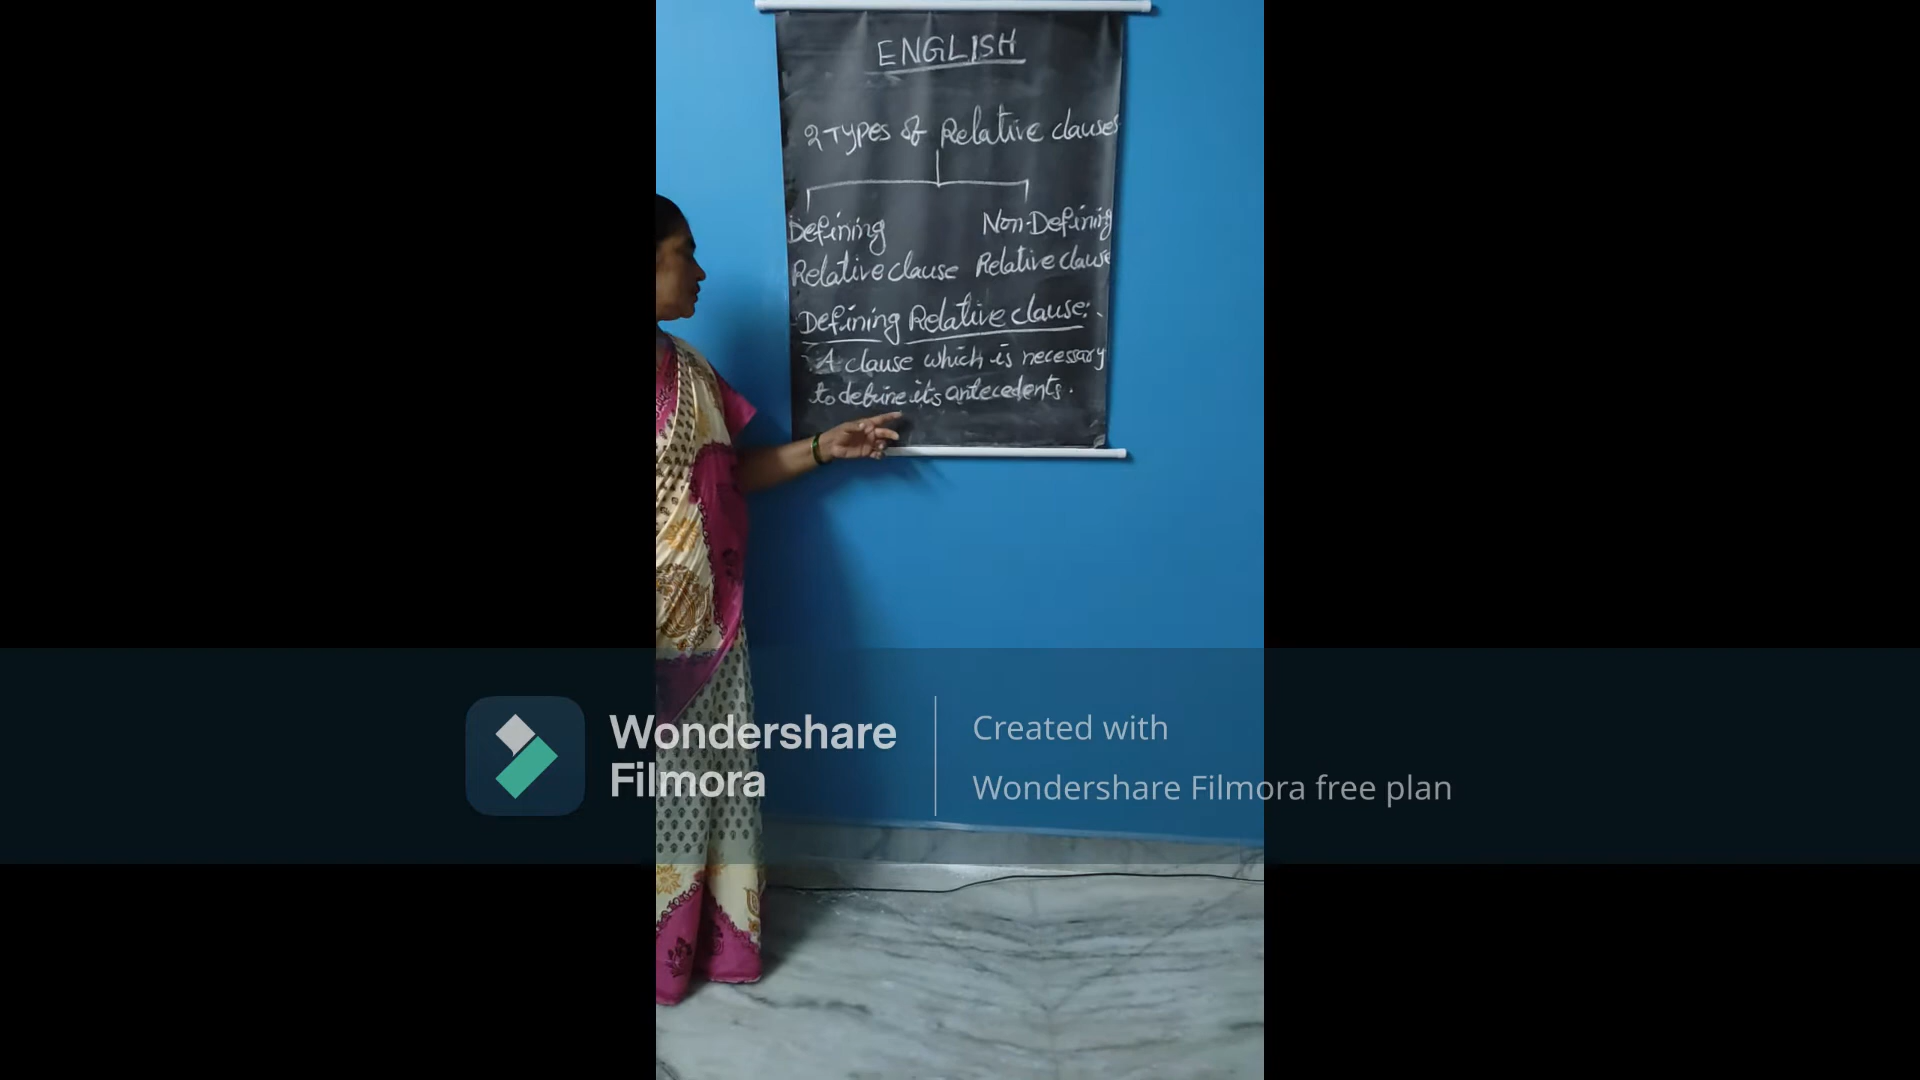 ENGLISH
2 Types of Relative clauses
Defining Non-Defining
Relative clause Relative clause
Defining Relative clause:
A clause which is necessary
to define its antecedents.
Wondershare
Filmora
Created with
Wondershare Filmora free plan